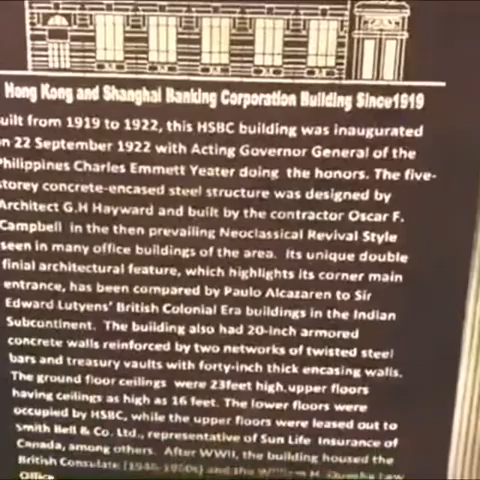 Hong Kong and Shanghai Banking Corporation Building Since1919
uilt from 1919 to 1922, this HSBC building was inaugurated
n 22 September 1922 with Acting Governor General of the
Philippines Charles Emmett Yeater doing the honors. The five-
storey concrete-encased steel structure was designed by
Architect G.H Hayward and built by the contractor Oscar F.
Campbell in the then prevailing Neoclassical Revival Style
seen in many office buildings of the area. Its unique double
finial architectural feature, which highlights its corner main
entrance, has been compared by Paulo Alcazaren to Sir
Edward Lutyens' British Colonial Era buildings in the Indian
Subcontinent. The building also had 20-inch armored
concrete walls reinforced by two networks of twisted steel
bars and treasury vaults with forty-inch thick encasing walls.
The ground floor ceilings were 23feet high,upper floors
having ceilings as high as 16 feet. The lower floors were
occupied by HSBC, while the upper floors were leased out to
Smith Bell & Co. Ltd., representative of Sun Life Insurance of
Canada, among others. After WWII, the building housed the
British Consulate and the Law
Office